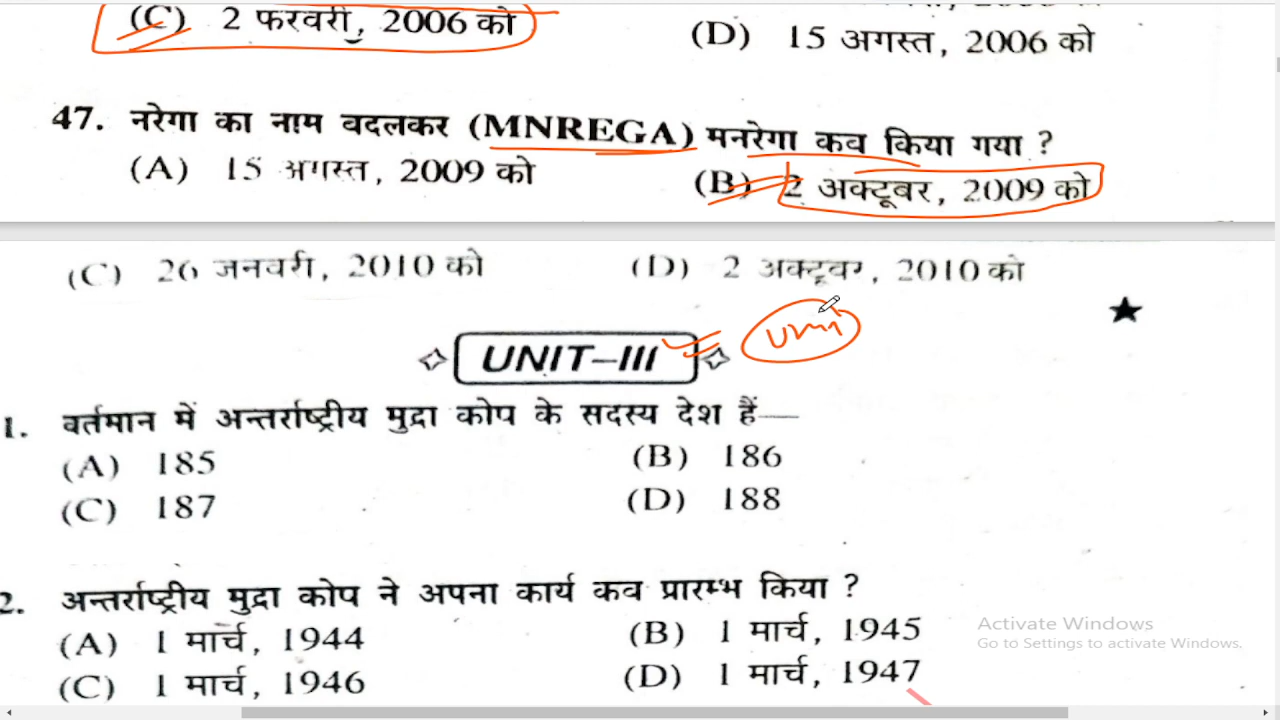 (C) 2 फरवरी, 2006 को
(D) 15 अगस्त, 2006 को
47. नरेगा का नाम बदलकर (MNREGA) मनरेगा कब किया गया ?
(A) 15 अगस्त, 2009 को
(B) 2 अक्टूबर, 2009 को
(C) 26 जनवरी, 2010 को
(D) 2 अक्टूबर, 2010 को
UNIT–III
1. वर्तमान में अन्तर्राष्ट्रीय मुद्रा कोष के सदस्य देश हैं—
(A) 185
(B) 186
(C) 187
(D) 188
2. अन्तर्राष्ट्रीय मुद्रा कोष ने अपना कार्य कब प्रारम्भ किया ?
(A) 1 मार्च, 1944
(B) 1 मार्च, 1945
(C) 1 मार्च, 1946
(D) 1 मार्च, 1947
Activate Windows
Go to Settings to activate Windows.